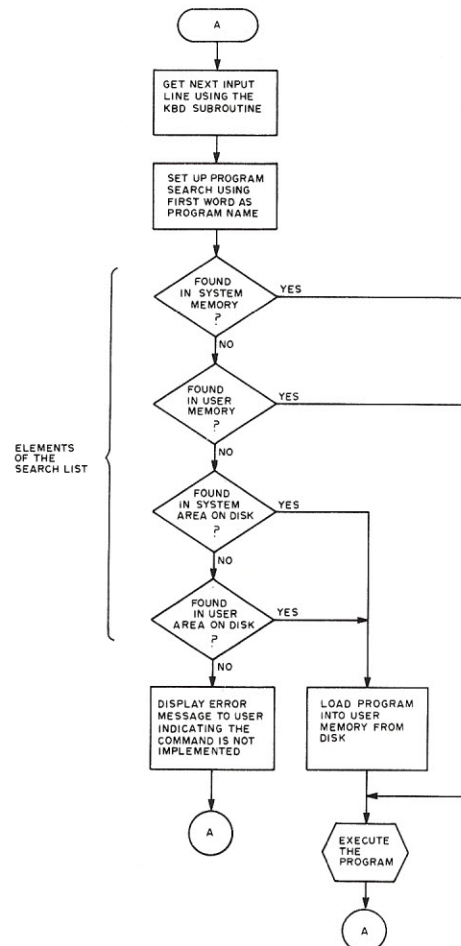 A
GET NEXT INPUT
LINE USING THE
KBD SUBROUTINE
SET UP PROGRAM
SEARCH USING
FIRST WORD AS
PROGRAM NAME
FOUND
IN SYSTEM
MEMORY
?
YES
NO
FOUND
IN USER
MEMORY
?
YES
NO
ELEMENTS
OF THE
SEARCH LIST
FOUND
IN SYSTEM
AREA ON DISK
?
YES
NO
FOUND
IN USER
AREA ON DISK
?
YES
NO
DISPLAY ERROR
MESSAGE TO USER
INDICATING THE
COMMAND IS NOT
IMPLEMENTED
LOAD PROGRAM
INTO USER
MEMORY FROM
DISK
A
EXECUTE
THE
PROGRAM
A